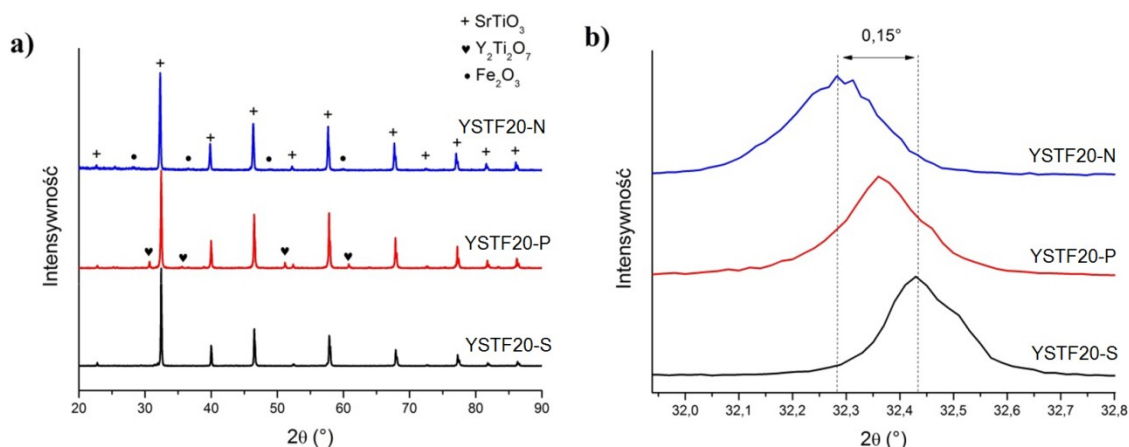 a)
+ SrTiO₃
♥ Y₂Ti₂O₇
• Fe₂O₃
YSTF20-N
YSTF20-P
YSTF20-S
Intensywność
20 30 40 50 60 70 80 90
2θ (°)
b)
0,15°
YSTF20-N
YSTF20-P
YSTF20-S
Intensywność
32,0 32,1 32,2 32,3 32,4 32,5 32,6 32,7 32,8
2θ (°)